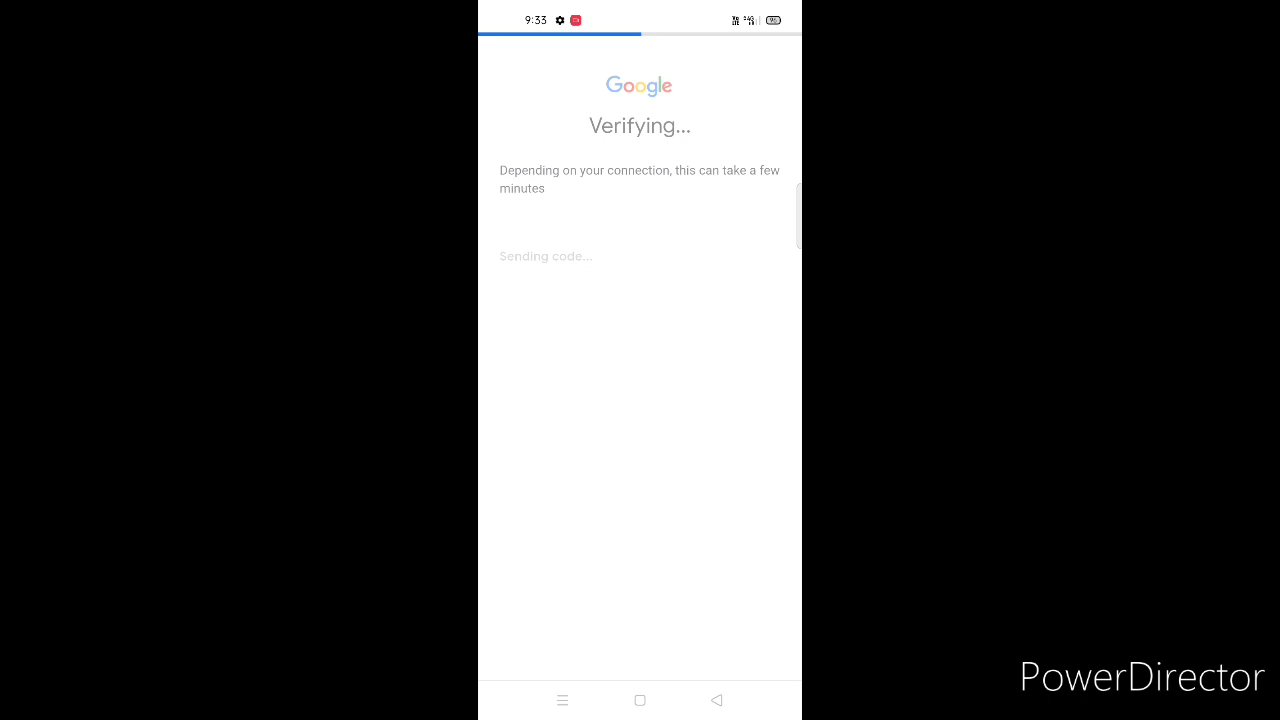 9:33
Google
Verifying...
Depending on your connection, this can take a few
minutes
Sending code...
PowerDirector